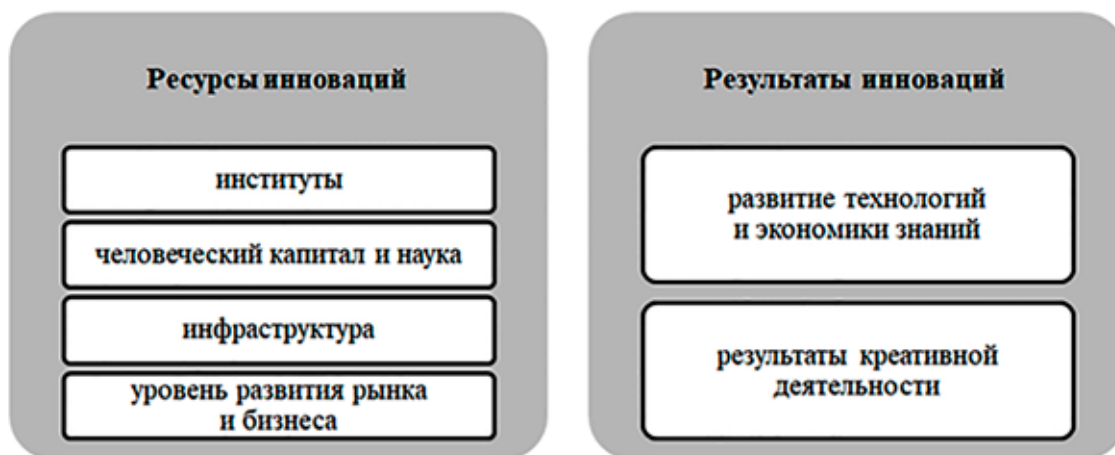 Ресурсы инноваций
институты
человеческий капитал и наука
инфраструктура
уровень развития рынка
и бизнеса
Результаты инноваций
развитие технологий
и экономики знаний
результаты креативной
деятельности